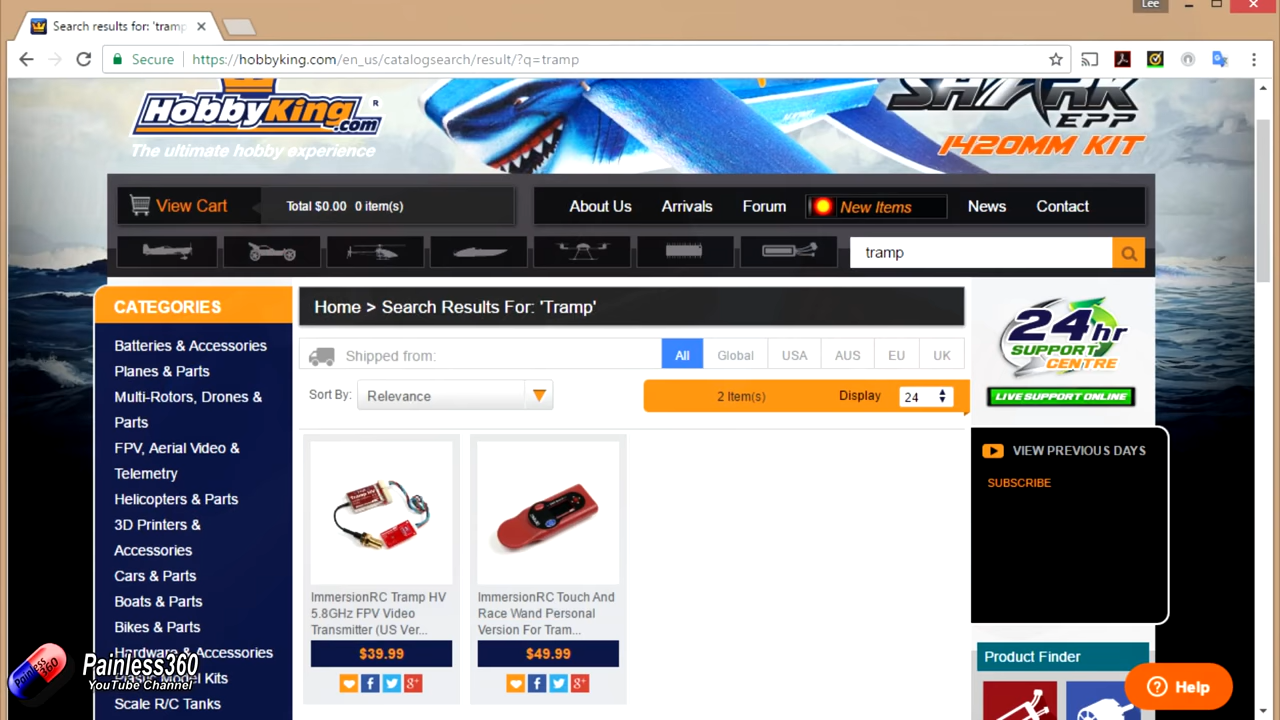 Lee
Search results for: 'tramp
Secure
https://hobbyking.com/en_us/catalogsearch/result/?q=tramp
HobbyKing.com
®
The ultimate hobby experience
SHARK
EPP
1420MM KIT
View Cart
Total $0.00 0 item(s)
About Us
Arrivals
Forum
New Items
News
Contact
tramp
CATEGORIES
Batteries & Accessories
Planes & Parts
Multi-Rotors, Drones &
Parts
FPV, Aerial Video &
Telemetry
Helicopters & Parts
3D Printers &
Accessories
Cars & Parts
Boats & Parts
Bikes & Parts
Hardware & Accessories
Scale R/C Tanks
Home > Search Results For: 'Tramp'
Shipped from:
All
Global
USA
AUS
EU
UK
Sort By:
Relevance
2 Item(s)
Display
24
ImmersionRC Tramp HV
5.8GHz FPV Video
Transmitter (US Ver...
$39.99
ImmersionRC Touch And
Race Wand Personal
Version For Tram...
$49.99
24hr
SUPPORT
CENTRE
LIVE SUPPORT ONLINE
VIEW PREVIOUS DAYS
SUBSCRIBE
Product Finder
Help
Painless360
YouTube Channel
Painless
360